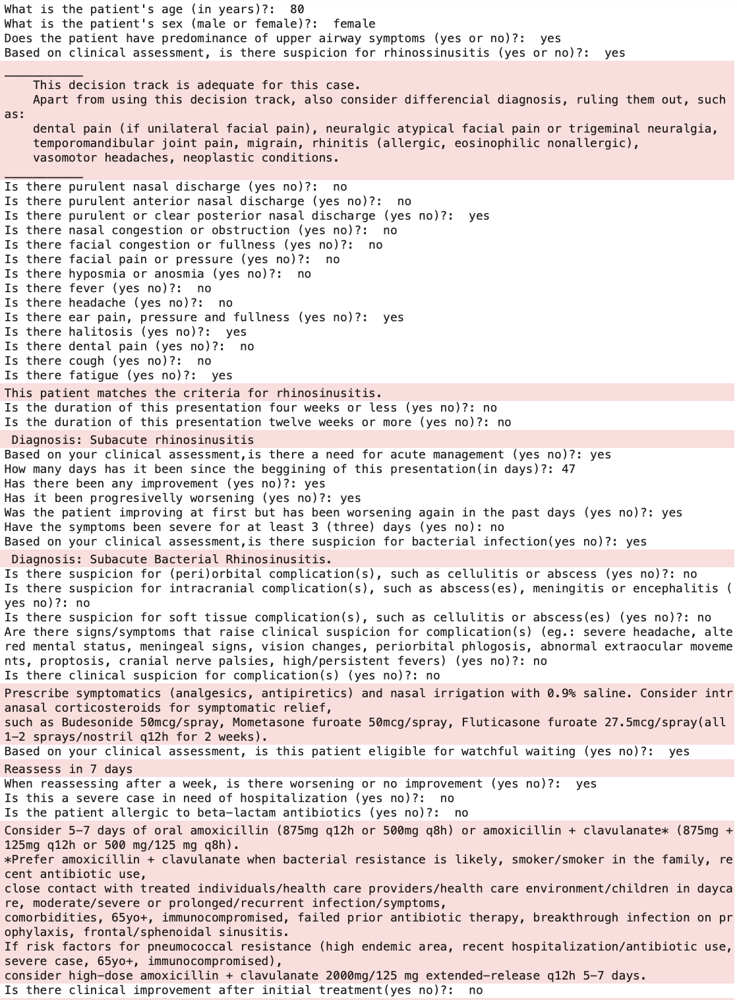 What is the patient's age (in years)?:  80
What is the patient's sex (male or female)?:  female
Does the patient have predominance of upper airway symptoms (yes or no)?:  yes
Based on clinical assessment, is there suspicion for rhinossinusitis (yes or no)?:  yes
___________
    This decision track is adequate for this case.
    Apart from using this decision track, also consider differencial diagnosis, ruling them out, such
as:
    dental pain (if unilateral facial pain), neuralgic atypical facial pain or trigeminal neuralgia,
    temporomandibular joint pain, migrain, rhinitis (allergic, eosinophilic nonallergic),
    vasomotor headaches, neoplastic conditions.
___________
Is there purulent nasal discharge (yes no)?:  no
Is there purulent anterior nasal discharge (yes no)?:  no
Is there purulent or clear posterior nasal discharge (yes no)?:  yes
Is there nasal congestion or obstruction (yes no)?:  no
Is there facial congestion or fullness (yes no)?:  no
Is there facial pain or pressure (yes no)?:  no
Is there hyposmia or anosmia (yes no)?:  no
Is there fever (yes no)?:  no
Is there headache (yes no)?:  no
Is there ear pain, pressure and fullness (yes no)?:  yes
Is there halitosis (yes no)?:  yes
Is there dental pain (yes no)?:  no
Is there cough (yes no)?:  no
Is there fatigue (yes no)?:  yes
This patient matches the criteria for rhinosinusitis.
Is the duration of this presentation four weeks or less (yes no)?: no
Is the duration of this presentation twelve weeks or more (yes no)?: no
 Diagnosis: Subacute rhinosinusitis
Based on your clinical assessment,is there a need for acute management (yes no)?: yes
How many days has it been since the beggining of this presentation(in days)?: 47
Has there been any improvement (yes no)?: yes
Has it been progresivelly worsening (yes no)?: yes
Was the patient improving at first but has been worsening again in the past days (yes no)?: yes
Have the symptoms been severe for at least 3 (three) days (yes no): no
Based on your clinical assessment,is there suspicion for bacterial infection(yes no)?: yes
 Diagnosis: Subacute Bacterial Rhinosinusitis.
Is there suspicion for (peri)orbital complication(s), such as cellulitis or abscess (yes no)?: no
Is there suspicion for intracranial complication(s), such as abscess(es), meningitis or encephalitis (
yes no)?: no
Is there suspicion for soft tissue complication(s), such as cellulitis or abscess(es) (yes no)?: no
Are there signs/symptoms that raise clinical suspicion for complication(s) (eg.: severe headache, alte
red mental status, meningeal signs, vision changes, periorbital phlogosis, abnormal extraocular moveme
nts, proptosis, cranial nerve palsies, high/persistent fevers) (yes no)?: no
Is there clinical suspicion for complication(s) (yes no)?: no
Prescribe symptomatics (analgesics, antipiretics) and nasal irrigation with 0.9% saline. Consider intr
anasal corticosteroids for symptomatic relief,
such as Budesonide 50mcg/spray, Mometasone furoate 50mcg/spray, Fluticasone furoate 27.5mcg/spray(all
1-2 sprays/nostril q12h for 2 weeks).
Based on your clinical assessment, is this patient eligible for watchful waiting (yes no)?:  yes
Reassess in 7 days
When reassessing after a week, is there worsening or no improvement (yes no)?:  yes
Is this a severe case in need of hospitalization (yes no)?:  no
Is the patient allergic to beta-lactam antibiotics (yes no)?:  no
Consider 5-7 days of oral amoxicillin (875mg q12h or 500mg q8h) or amoxicillin + clavulanate* (875mg +
125mg q12h or 500 mg/125 mg q8h).
*Prefer amoxicillin + clavulanate when bacterial resistance is likely, smoker/smoker in the family, re
cent antibiotic use,
close contact with treated individuals/health care providers/health care environment/children in dayca
re, moderate/severe or prolonged/recurrent infection/symptoms,
comorbidities, 65yo+, immunocompromised, failed prior antibiotic therapy, breakthrough infection on pr
ophylaxis, frontal/sphenoidal sinusitis.
If risk factors for pneumococcal resistance (high endemic area, recent hospitalization/antibiotic use,
severe case, 65yo+, immunocompromised),
consider high-dose amoxicillin + clavulanate 2000mg/125 mg extended-release q12h 5-7 days.
Is there clinical improvement after initial treatment(yes no)?:  no